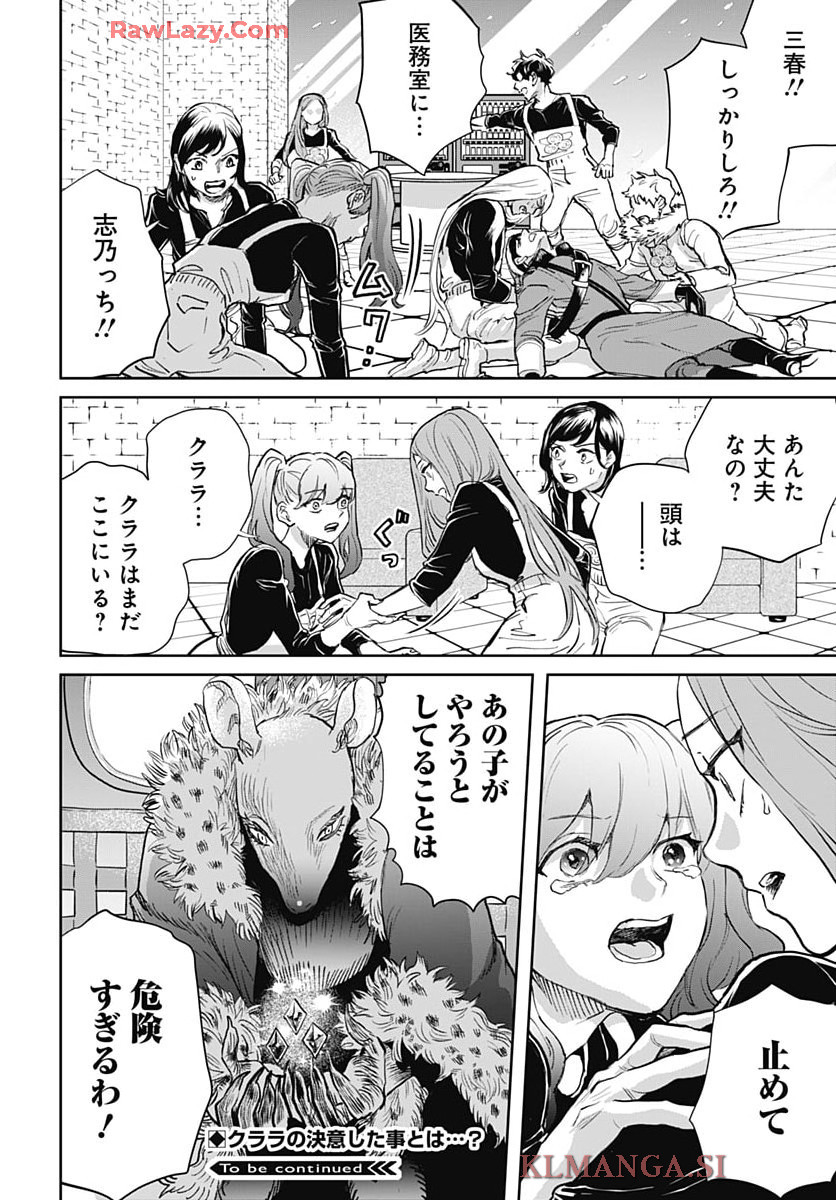 RawLazy.Com
三春!!
しっかりしろ!!
医務室に…
志乃っち!!
ムク…
あんた
大丈夫
なの?
頭は
――…
ぐっ
クララ…
クララはまだ
ここにいる?
止めて
あの子が
やろうと
してることは
危険
すぎるわ!
◆クララの決意した事とは…?
To be continued
KLMANGA.SI